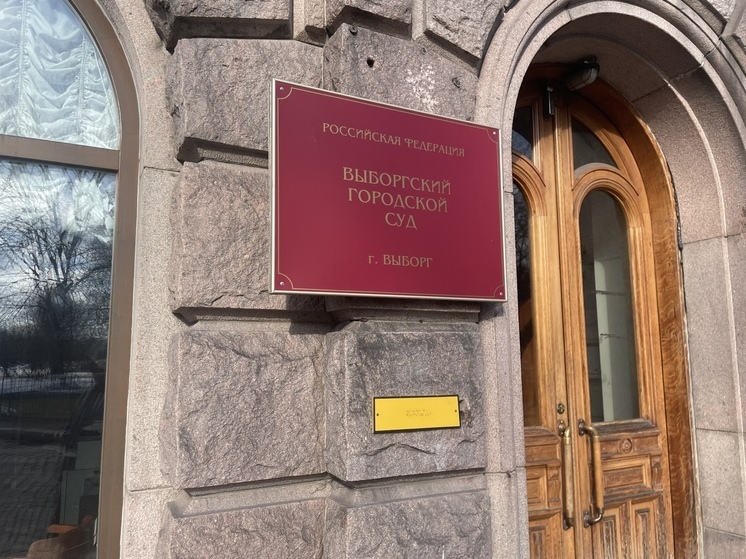 РОССИЙСКАЯ ФЕДЕРАЦИЯ
ВЫБОРГСКИЙ
ГОРОДСКОЙ
СУД
г. ВЫБОРГ